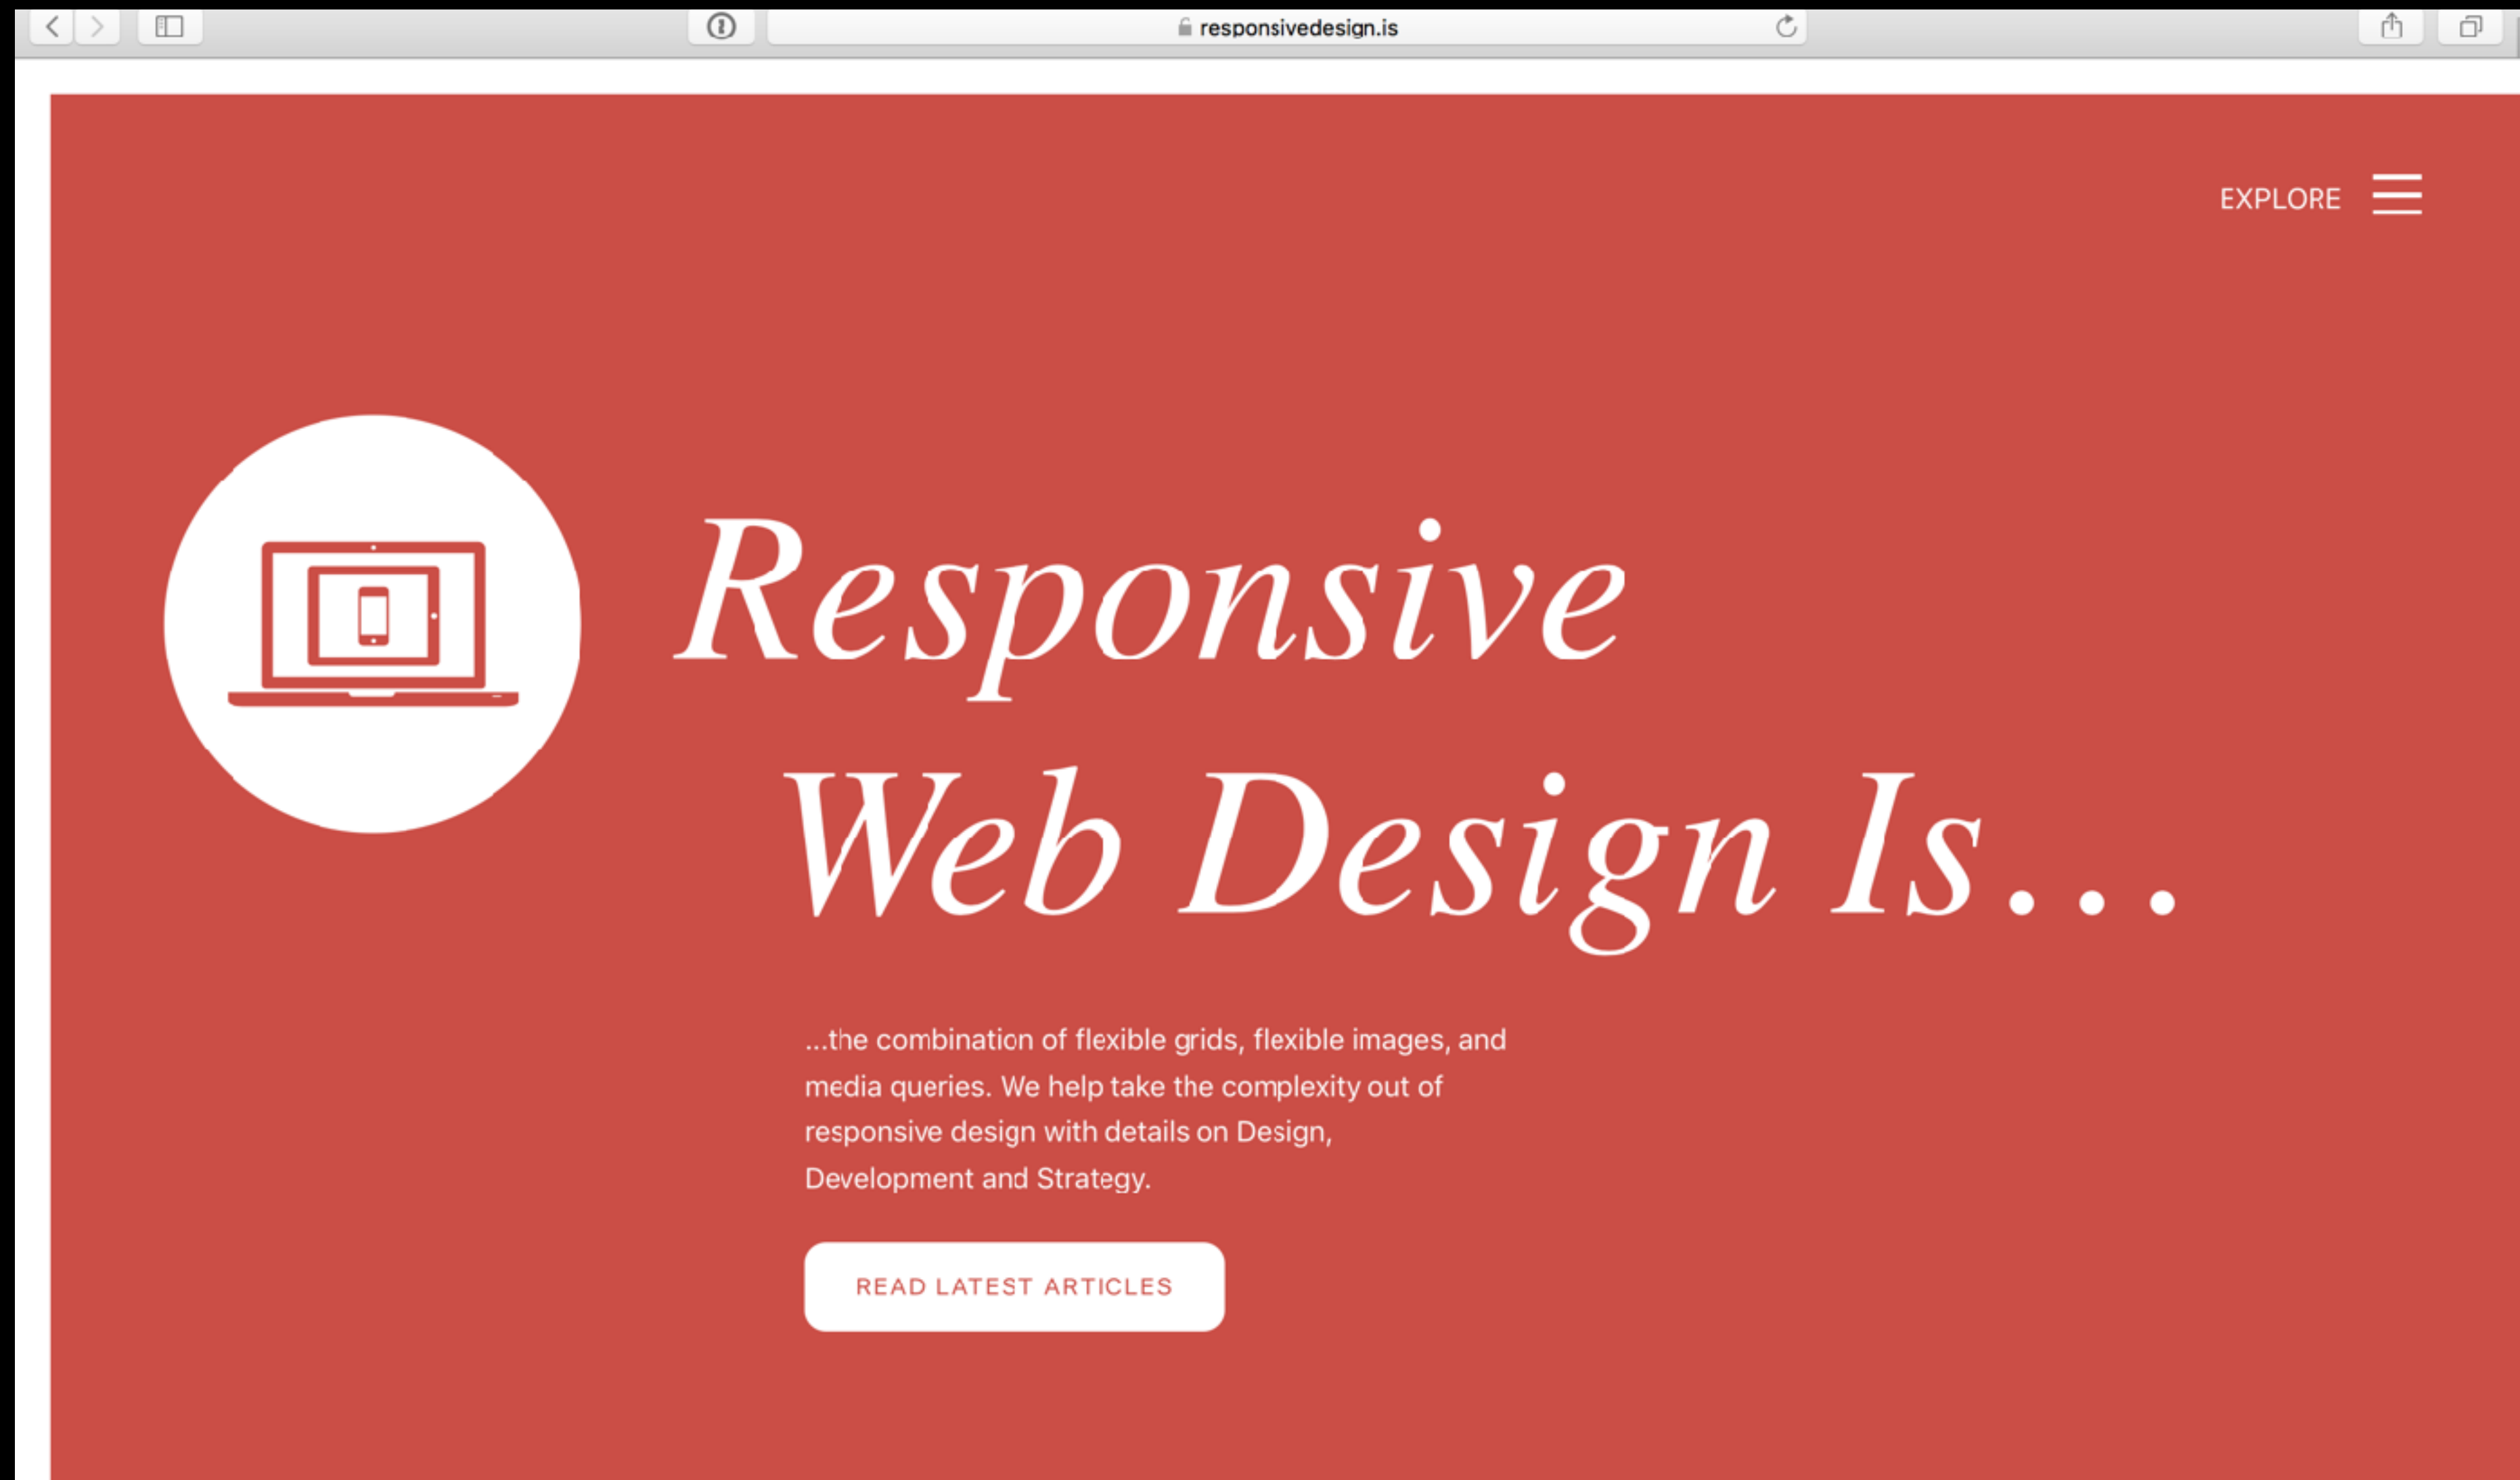 responsivedesign.is
EXPLORE
Responsive
Web Design Is...
...the combination of flexible grids, flexible images, and
media queries. We help take the complexity out of
responsive design with details on Design,
Development and Strategy.
READ LATEST ARTICLES